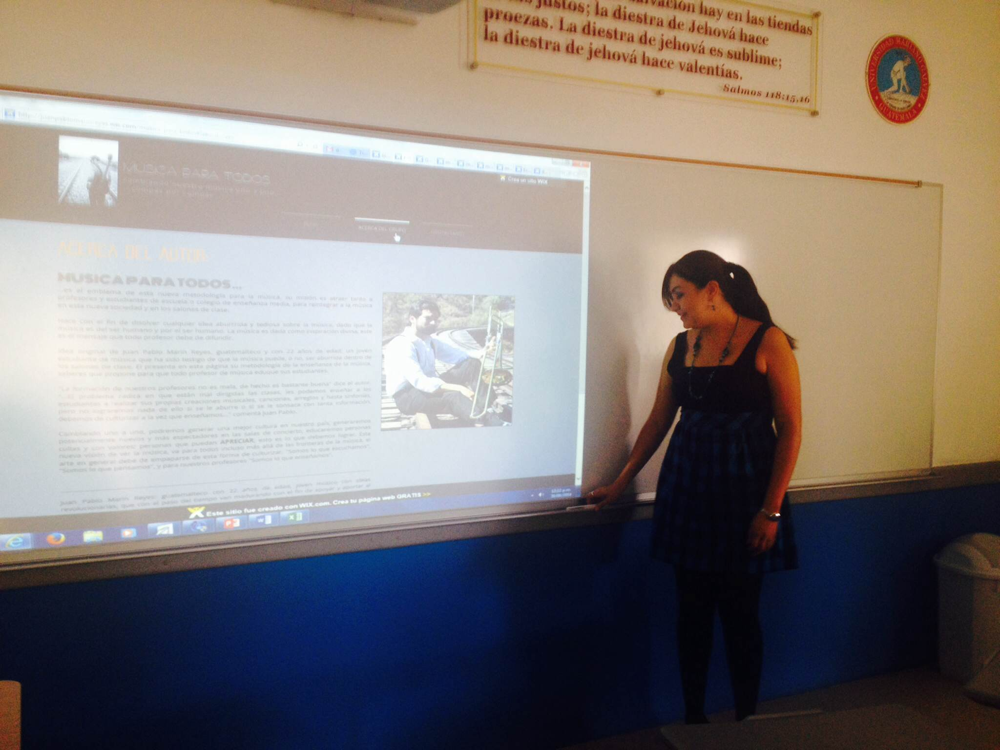 salvación hay en las tiendas
justos; la diestra de Jehová hace
proezas. La diestra de jehová es sublime;
la diestra de jehová hace valentías.
Salmos 118:15,16
UNIVERSIDAD MARIANO GALVEZ
GUATEMALA
MUSICA PARA TODOS
Crea un sitio WiX
ACERCA DEL GRUPO
ACERCA DEL AUTOR:
MUSICA PARA TODOS...
...es el emblema de esta nueva metodología para la música, su misión es atraer tanto a
profesores y estudiantes de escuela o colegio de enseñanza media, para reintegrar a la música
en esta nueva sociedad y en los salones de clase.
Nace con el fin de disolver cualquier idea aburrida y tediosa sobre la música, dado que la
música es del ser humano y por el ser humano. La música es dada como inspiración divina, este
es el mensaje que todo profesor debe de difundir.
Idea original de Juan Pablo Marín Reyes, guatemalteco y con 22 años de edad, un joven
estudiante de música que ha sido testigo de que la música puede, o no, ser aburrida dentro de
los salones de clase. El presenta en esta página su metodología de la enseñanza de la música,
saberes que propone para que todo profesor de música eduque sus estudiantes.
"La formación de nuestros profesores no es mala, de hecho es bastante buena" dice el autor.
"...El problema radica en que están mal dirigidas las clases, les podemos enseñar a los
estudiantes a realizar sus propias creaciones musicales, canciones, arreglos y hasta sinfonías,
pero no lograremos nada de ello si se le aburre o si se le sonsaca con tanta información,
debemos de culturizar a la vez que enseñamos..." comenta Juan Pablo.
Cambiando uno a uno, podremos generar una mejor cultura en nuestro país, generaremos
potencialmente nuevos y más espectadores en las salas de concierto, educaremos personas
cultas y con valores; personas que puedan APRECIAR, esto es lo que debemos lograr. Esta
nueva visión de ver la música, va para todos incluso más allá de las fronteras de la música, el
arte en general debe de empaparse de esta forma de culturizar. "Somos lo que escuchamos",
"Somos lo que pensamos", y para nuestros profesores "Somos lo que enseñamos".
Juan Pablo Marín Reyes: guatemalteco con 22 años de edad, joven músico con ideas
revolucionarias, que con el paso del tiempo van madurando con el fin de apoyar y aportar al
Este sitio fue creado con WIX.com. Crea tu página web GRATIS >>